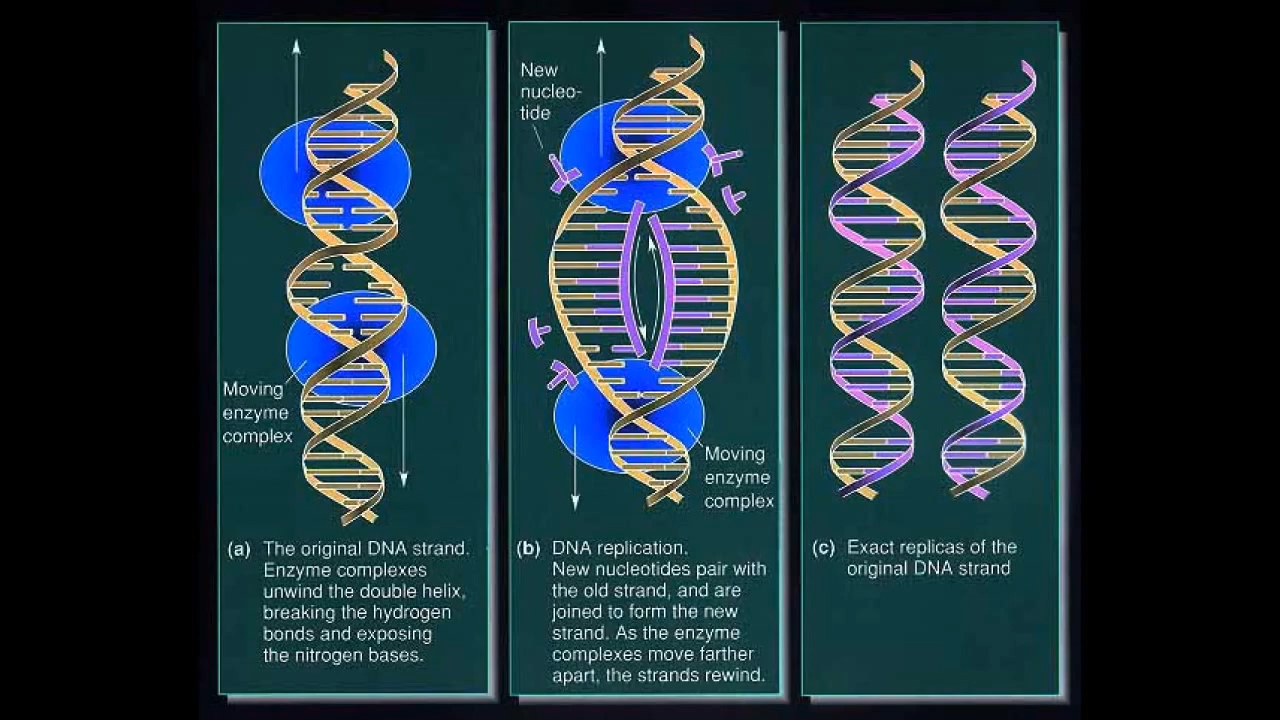 Moving
enzyme
complex
(a) The original DNA strand.
Enzyme complexes
unwind the double helix,
breaking the hydrogen
bonds and exposing
the nitrogen bases.
New
nucleo-
tide
Moving
enzyme
complex
(b) DNA replication.
New nucleotides pair with
the old strand, and are
joined to form the new
strand. As the enzyme
complexes move farther
apart, the strands rewind.
(c) Exact replicas of the
original DNA strand